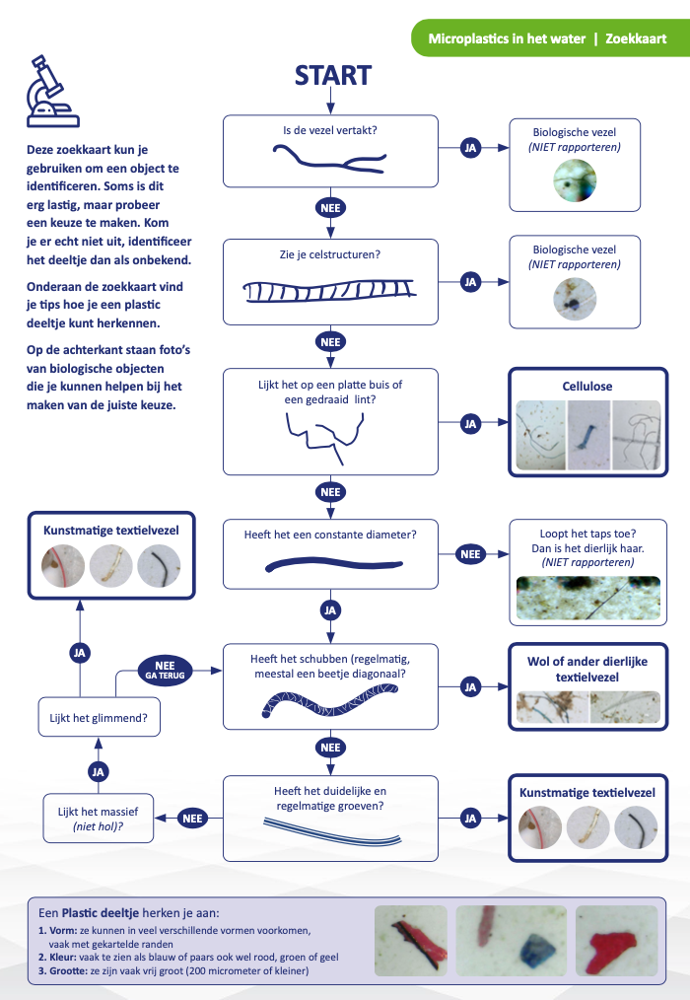 Microplastics in het water | Zoekkaart
START
Deze zoekkaart kun je
gebruiken om een object te
identificeren. Soms is dit
erg lastig, maar probeer
een keuze te maken. Kom
je er echt niet uit, identificeer
het deeltje dan als onbekend.
Onderaan de zoekkaart vind
je tips hoe je een plastic
deeltje kunt herkennen.
Op de achterkant staan foto's
van biologische objecten
die je kunnen helpen bij het
maken van de juiste keuze.
Is de vezel vertakt?
JA
Biologische vezel
(NIET rapporteren)
NEE
Zie je celstructuren?
JA
Biologische vezel
(NIET rapporteren)
NEE
Lijkt het op een platte buis of
een gedraaid lint?
JA
Cellulose
NEE
Heeft het een constante diameter?
NEE
Loopt het taps toe?
Dan is het dierlijk haar.
(NIET rapporteren)
JA
Heeft het schubben (regelmatig,
meestal een beetje diagonaal?
JA
Wol of ander dierlijke
textielvezel
NEE
Heeft het duidelijke en
regelmatige groeven?
JA
Kunstmatige textielvezel
NEE
Lijkt het massief
(niet hol)?
JA
Lijkt het glimmend?
NEE
GA TERUG
JA
Kunstmatige textielvezel
Een Plastic deeltje herken je aan:
1. Vorm: ze kunnen in veel verschillende vormen voorkomen,
vaak met gekartelde randen
2. Kleur: vaak te zien als blauw of paars ook wel rood, groen of geel
3. Grootte: ze zijn vaak vrij groot (200 micrometer of kleiner)